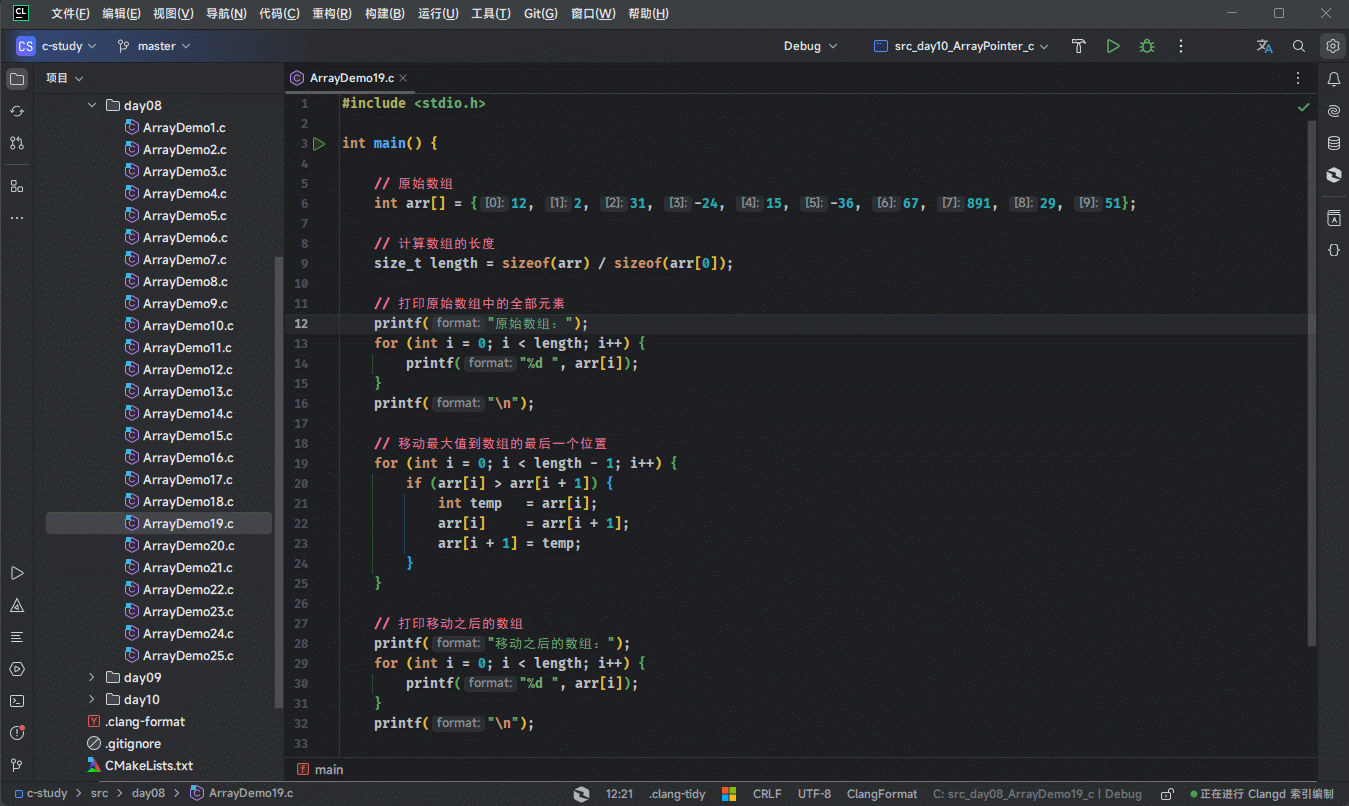 CL 文件(F) 编辑(E) 视图(V) 导航(N) 代码(C) 重构(R) 构建(B) 运行(U) 工具(T) Git(G) 窗口(W) 帮助(H)
CS c-study master Debug src_day10_ArrayPointer_c
项目
day08
ArrayDemo1.c
ArrayDemo2.c
ArrayDemo3.c
ArrayDemo4.c
ArrayDemo5.c
ArrayDemo6.c
ArrayDemo7.c
ArrayDemo8.c
ArrayDemo9.c
ArrayDemo10.c
ArrayDemo11.c
ArrayDemo12.c
ArrayDemo13.c
ArrayDemo14.c
ArrayDemo15.c
ArrayDemo16.c
ArrayDemo17.c
ArrayDemo18.c
ArrayDemo19.c
ArrayDemo20.c
ArrayDemo21.c
ArrayDemo22.c
ArrayDemo23.c
ArrayDemo24.c
ArrayDemo25.c
day09
day10
.clang-format
.gitignore
CMakeLists.txt
ArrayDemo19.c
1 #include <stdio.h>
2
3 int main() {
4
5 // 原始数组
6 int arr[] = { [0]: 12, [1]: 2, [2]: 31, [3]: -24, [4]: 15, [5]: -36, [6]: 67, [7]: 891, [8]: 29, [9]: 51};
7
8 // 计算数组的长度
9 size_t length = sizeof(arr) / sizeof(arr[0]);
10
11 // 打印原始数组中的全部元素
12 printf( format: "原始数组：");
13 for (int i = 0; i < length; i++) {
14 printf( format: "%d ", arr[i]);
15 }
16 printf( format: "\n");
17
18 // 移动最大值到数组的最后一个位置
19 for (int i = 0; i < length - 1; i++) {
20 if (arr[i] > arr[i + 1]) {
21 int temp   = arr[i];
22 arr[i]     = arr[i + 1];
23 arr[i + 1] = temp;
24 }
25 }
26
27 // 打印移动之后的数组
28 printf( format: "移动之后的数组：");
29 for (int i = 0; i < length; i++) {
30 printf( format: "%d ", arr[i]);
31 }
32 printf( format: "\n");
33
main
c-study > src > day08 > ArrayDemo19.c 12:21 .clang-tidy CRLF UTF-8 ClangFormat C: src_day08_ArrayDemo19_c | Debug 正在进行 Clangd 索引编制